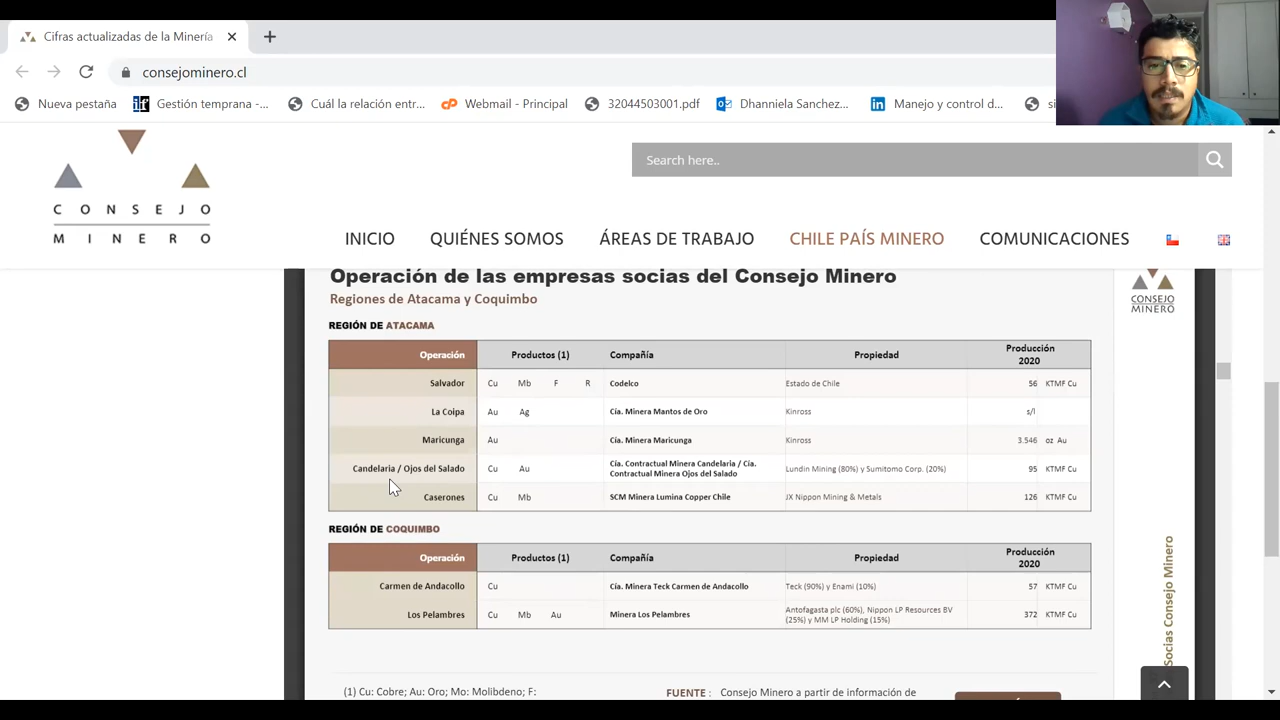 Cifras actualizadas de la Minería
consejominero.cl
Nueva pestaña
Gestión temprana -...
Cuál la relación entr...
Webmail - Principal
32044503001.pdf
Dhanniela Sanchez...
Manejo y control d...
si
Search here..
CONSEJO
MINERO
INICIO QUIÉNES SOMOS ÁREAS DE TRABAJO CHILE PAÍS MINERO COMUNICACIONES
Operación de las empresas socias del Consejo Minero
Regiones de Atacama y Coquimbo
CONSEJO
MINERO
REGIÓN DE ATACAMA
Operación Productos (1) Compañía Propiedad Producción 2020
Salvador Cu Mb F R Codelco Estado de Chile 56 KTMF Cu
La Coipa Au Ag Cía. Minera Mantos de Oro Kinross s/l
Maricunga Au Cía. Minera Maricunga Kinross 3.546 oz Au
Candelaria / Ojos del Salado Cu Au Cía. Contractual Minera Candelaria / Cía. Contractual Minera Ojos del Salado Lundin Mining (80%) y Sumitomo Corp. (20%) 95 KTMF Cu
Caserones Cu Mb SCM Minera Lumina Copper Chile JX Nippon Mining & Metals 126 KTMF Cu
REGIÓN DE COQUIMBO
Operación Productos (1) Compañía Propiedad Producción 2020
Carmen de Andacollo Cu Cía. Minera Teck Carmen de Andacollo Teck (90%) y Enami (10%) 57 KTMF Cu
Los Pelambres Cu Mb Au Minera Los Pelambres Antofagasta plc (60%), Nippon LP Resources BV (25%) y MM LP Holding (15%) 372 KTMF Cu
Socias Consejo Minero
(1) Cu: Cobre; Au: Oro; Mo: Molibdeno; F:
FUENTE : Consejo Minero a partir de información de